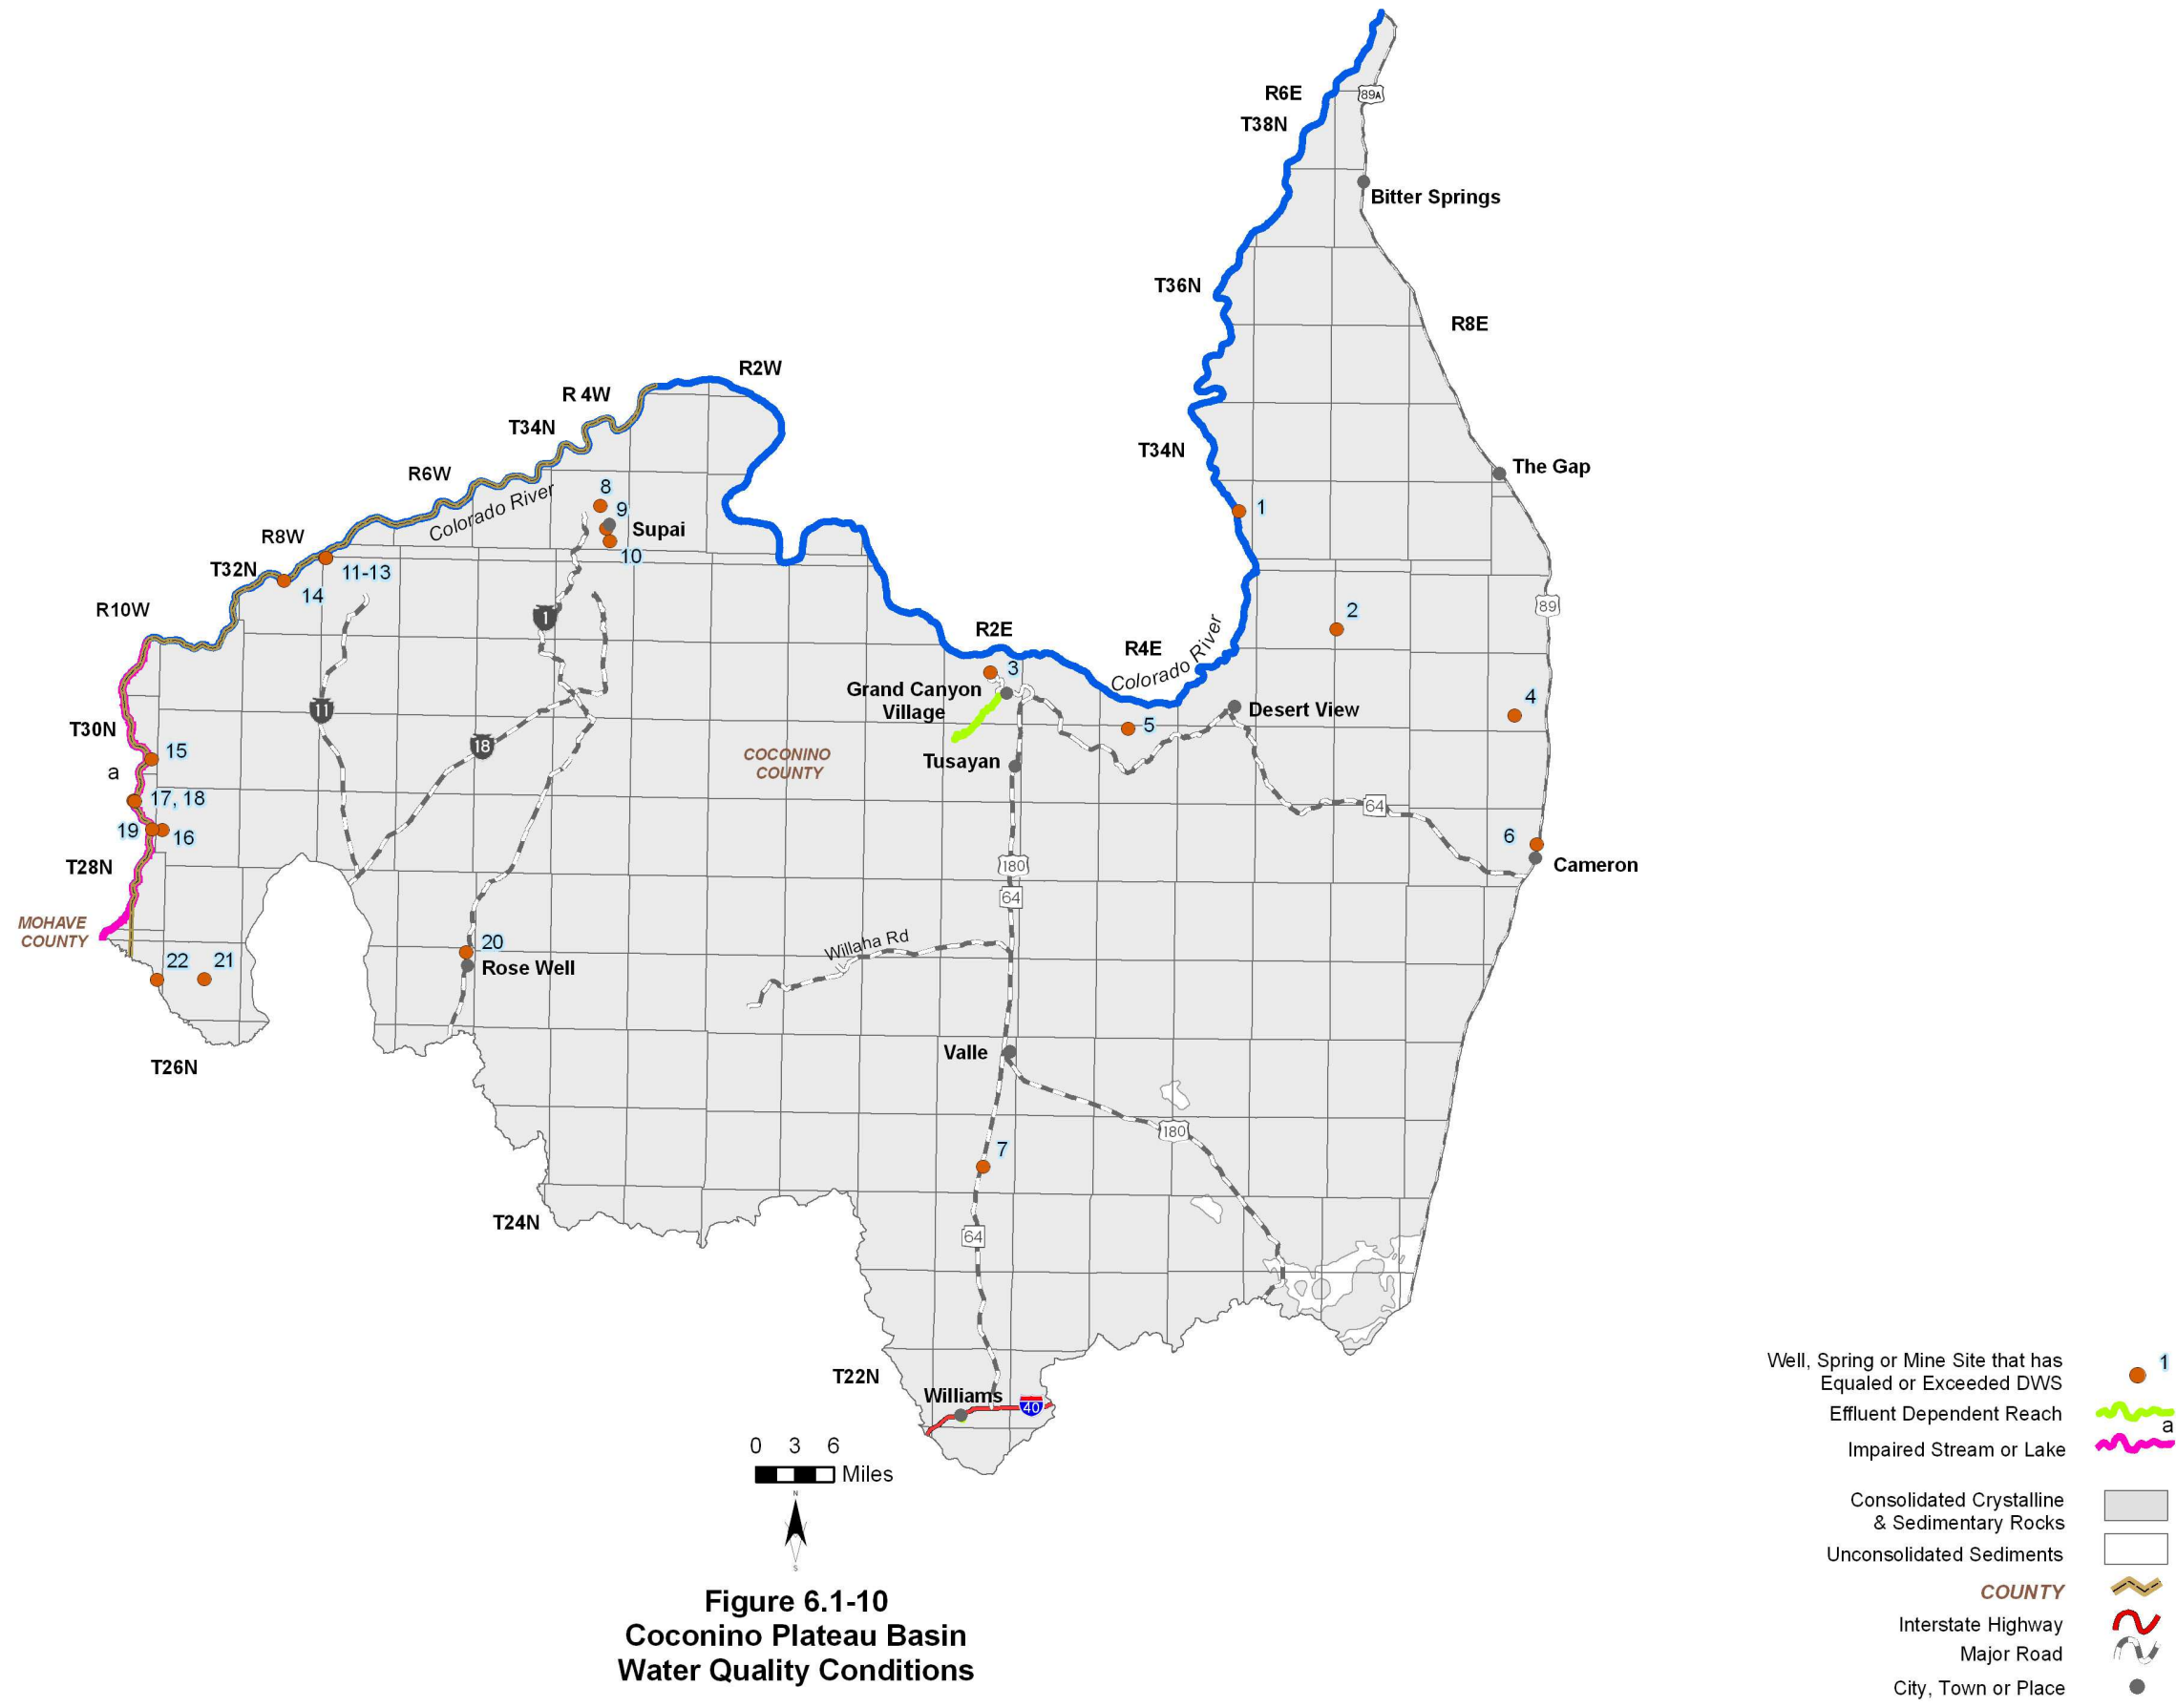 R6E
89A
T38N
Bitter Springs
T36N
R8E
R2W
R 4W
T34N
T34N
R6W
The Gap
Colorado River
8
9
1
Supai
R8W
10
T32N
11-13
14
R10W
89
2
1
R2E
R4E
Colorado River
3
Grand Canyon
Village
4
11
Desert View
T30N
5
18
15
COCONINO
COUNTY
Tusayan
a
17, 18
64
19
16
6
T28N
180
Cameron
64
MOHAVE
COUNTY
Willaha Rd
20
22
21
Rose Well
Valle
T26N
180
7
T24N
64
T22N
Williams
40
0 3 6
Miles
N
S
Figure 6.1-10
Coconino Plateau Basin
Water Quality Conditions
Well, Spring or Mine Site that has
Equaled or Exceeded DWS
1
Effluent Dependent Reach
a
Impaired Stream or Lake
Consolidated Crystalline
& Sedimentary Rocks
Unconsolidated Sediments
COUNTY
Interstate Highway
Major Road
City, Town or Place